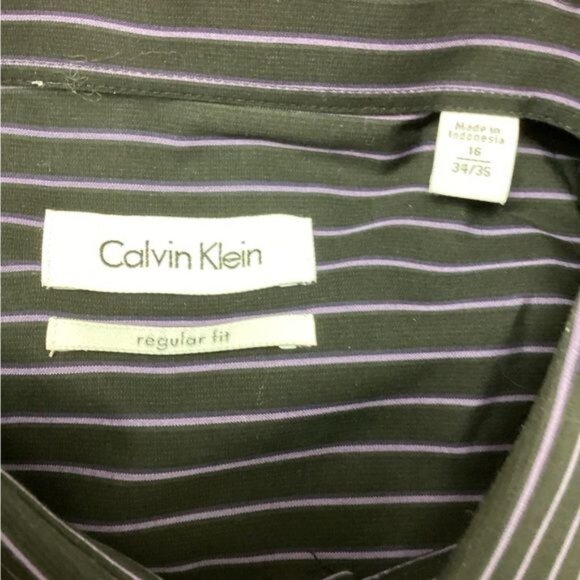 Made in
Indonesia
16
34/35
Calvin Klein
regular fit